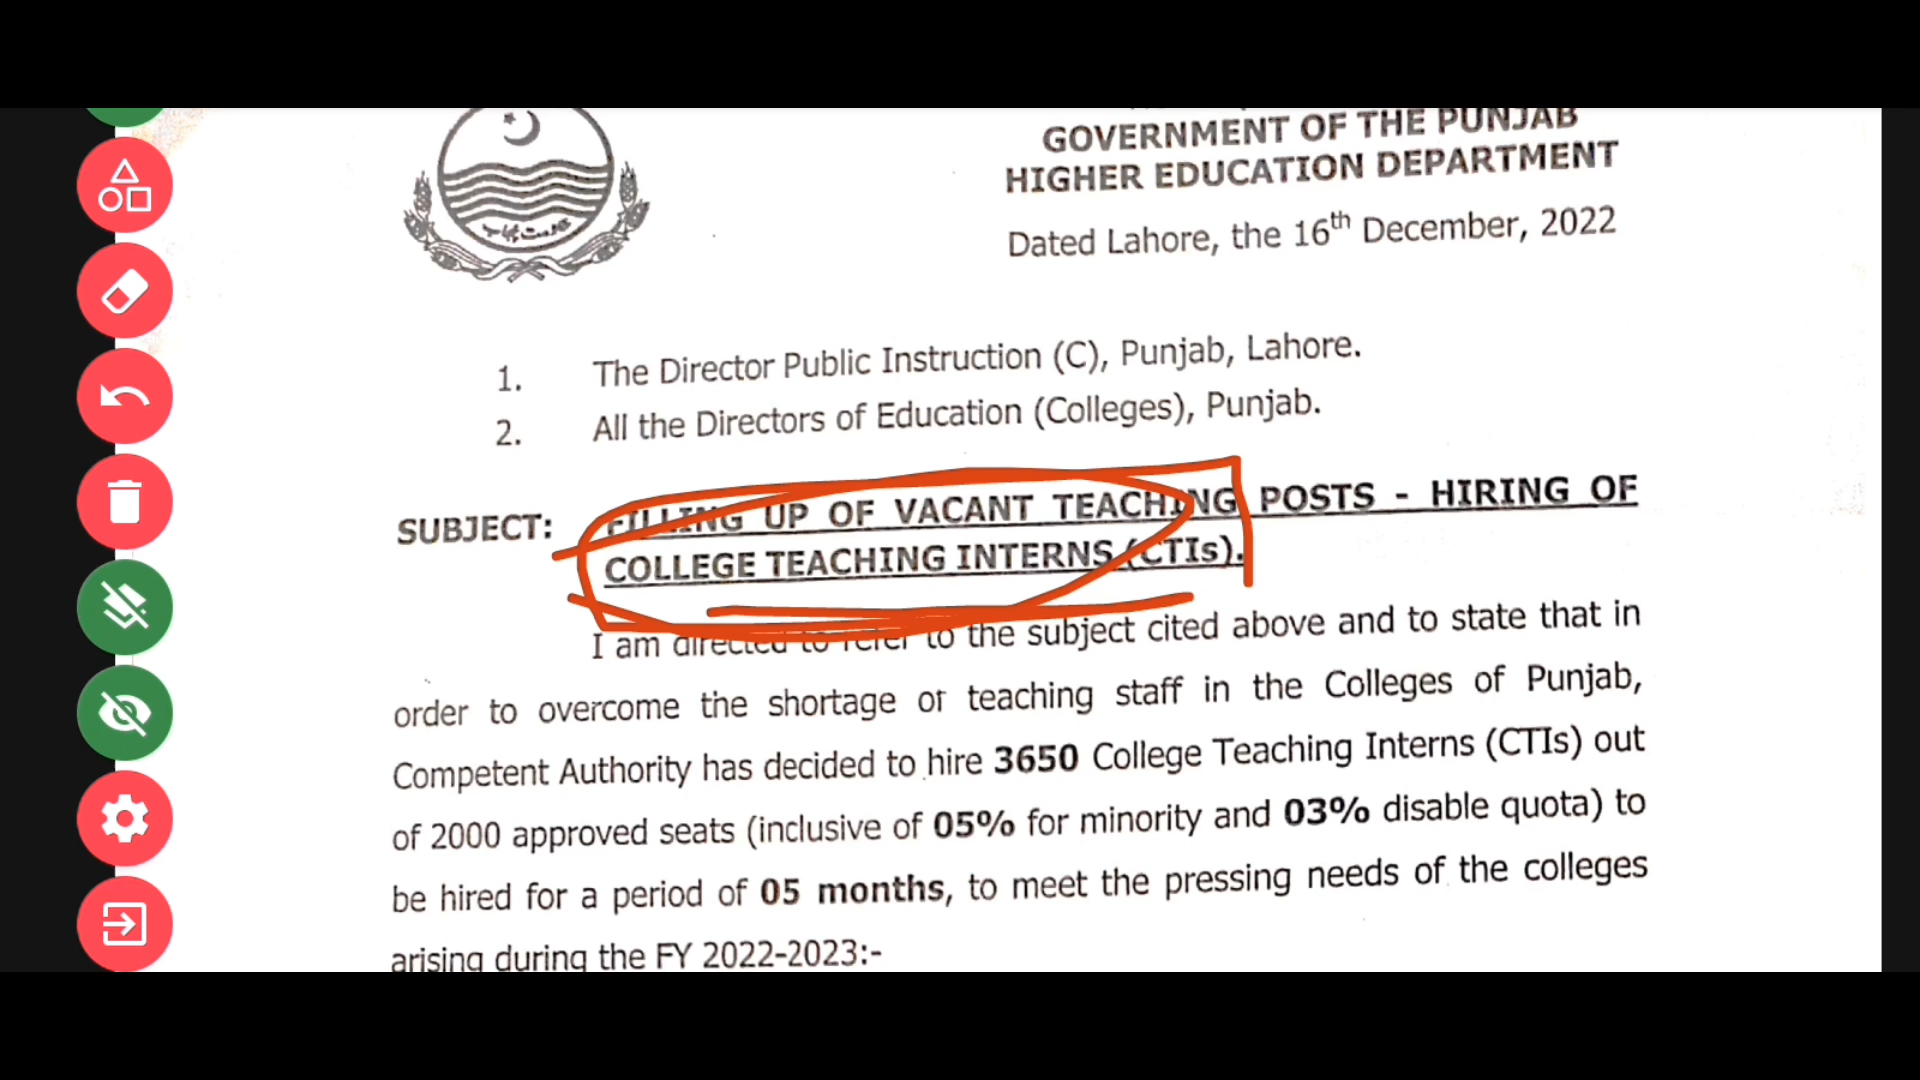 GOVERNMENT OF THE PUNJAB
HIGHER EDUCATION DEPARTMENT
Dated Lahore, the 16th December, 2022
1. The Director Public Instruction (C), Punjab, Lahore.
2. All the Directors of Education (Colleges), Punjab.
SUBJECT: FILLING UP OF VACANT TEACHING POSTS - HIRING OF
COLLEGE TEACHING INTERNS (CTIs).
I am directed to refer to the subject cited above and to state that in
order to overcome the shortage of teaching staff in the Colleges of Punjab,
Competent Authority has decided to hire 3650 College Teaching Interns (CTIs) out
of 2000 approved seats (inclusive of 05% for minority and 03% disable quota) to
be hired for a period of 05 months, to meet the pressing needs of the colleges
arising during the FY 2022-2023:-